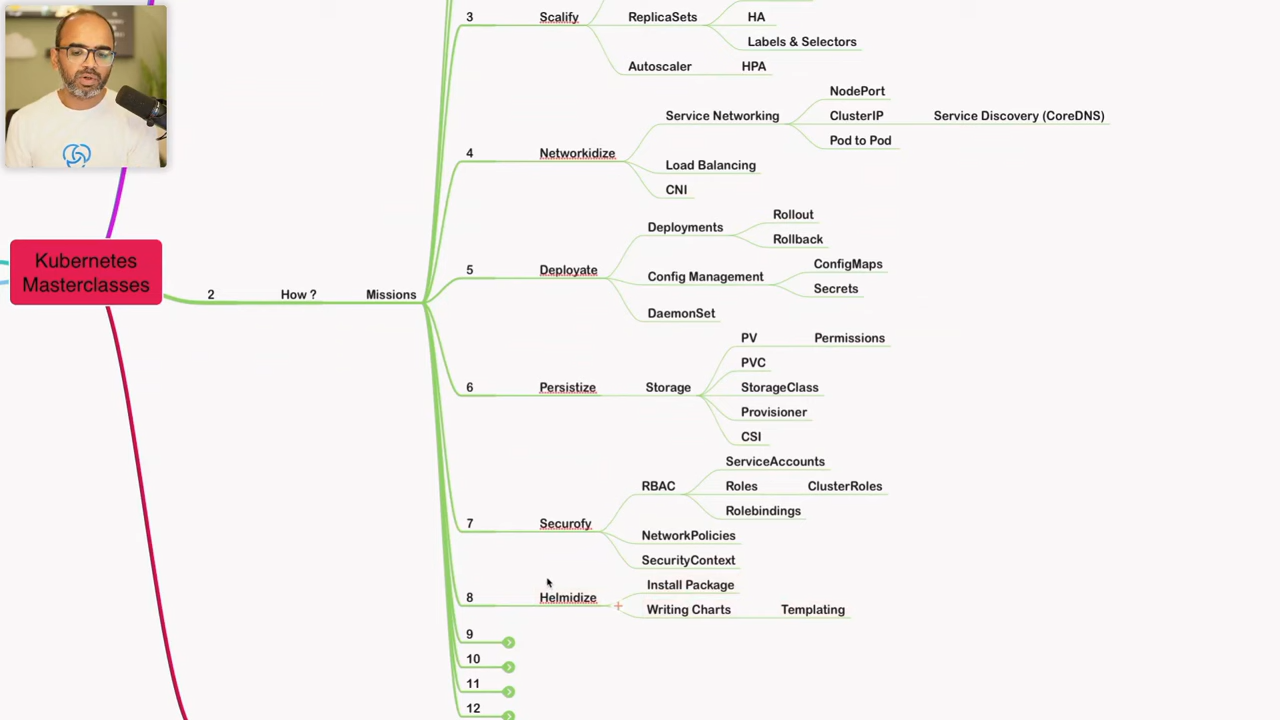 3
Scalify
ReplicaSets
HA
Labels & Selectors
Autoscaler
HPA
4
Networkidize
Service Networking
NodePort
ClusterIP
Service Discovery (CoreDNS)
Pod to Pod
Load Balancing
CNI
Kubernetes
Masterclasses
2
How ?
Missions
5
Deployate
Deployments
Rollout
Rollback
Config Management
ConfigMaps
Secrets
DaemonSet
6
Persistize
Storage
PV
Permissions
PVC
StorageClass
Provisioner
CSI
7
Securofy
RBAC
ServiceAccounts
Roles
ClusterRoles
Rolebindings
NetworkPolicies
SecurityContext
8
Helmidize
Install Package
Writing Charts
Templating
9
10
11
12